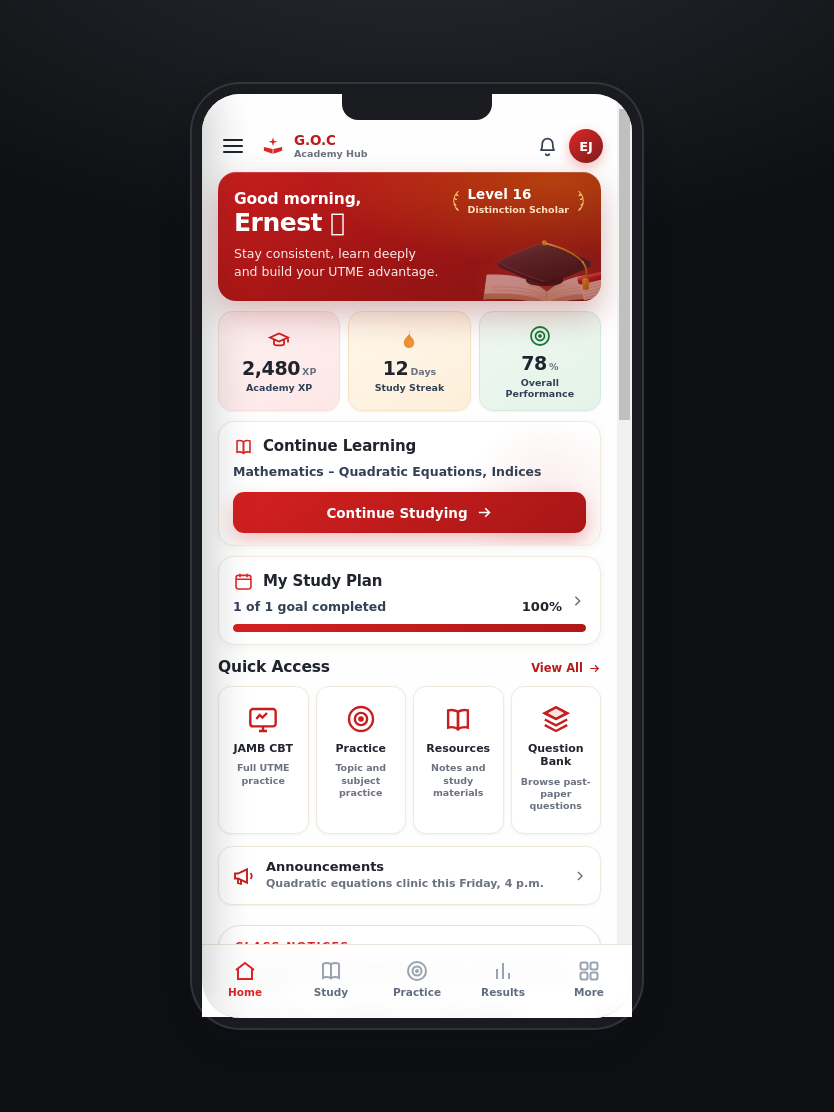 G.O.C
Academy Hub
EJ
Good morning,
Ernest
Level 16
Distinction Scholar
Stay consistent, learn deeply
and build your UTME advantage.
2,480 XP
Academy XP
12 Days
Study Streak
78 %
Overall
Performance
Continue Learning
Mathematics – Quadratic Equations, Indices
Continue Studying →
My Study Plan
1 of 1 goal completed
100%
Quick Access
View All →
JAMB CBT
Full UTME
practice
Practice
Topic and
subject
practice
Resources
Notes and
study
materials
Question
Bank
Browse past-
paper
questions
Announcements
Quadratic equations clinic this Friday, 4 p.m.
CLASS NOTICES
Home
Study
Practice
Results
More